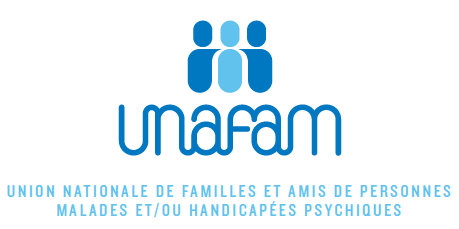 unafam
UNION NATIONALE DE FAMILLES ET AMIS DE PERSONNES
MALADES ET/OU HANDICAPÉES PSYCHIQUES